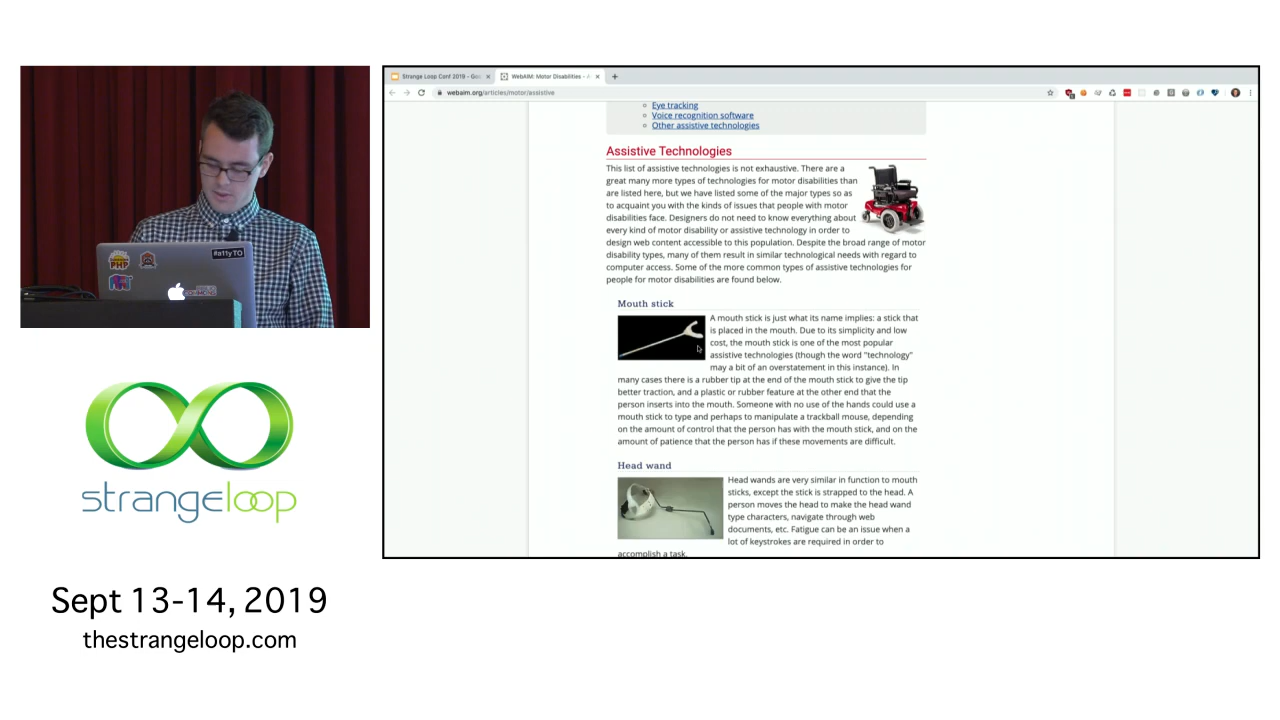 PHP
#a11yTO
strangeloop
Sept 13-14, 2019
thestrangeloop.com
Strange Loop Conf 2019 - Goo
WebAIM: Motor Disabilities - A
webaim.org/articles/motor/assistive
Eye tracking
Voice recognition software
Other assistive technologies
Assistive Technologies
This list of assistive technologies is not exhaustive. There are a
great many more types of technologies for motor disabilities than
are listed here, but we have listed some of the major types so as
to acquaint you with the kinds of issues that people with motor
disabilities face. Designers do not need to know everything about
every kind of motor disability or assistive technology in order to
design web content accessible to this population. Despite the broad range of motor
disability types, many of them result in similar technological needs with regard to
computer access. Some of the more common types of assistive technologies for
people for motor disabilities are found below.
Mouth stick
A mouth stick is just what its name implies: a stick that
is placed in the mouth. Due to its simplicity and low
cost, the mouth stick is one of the most popular
assistive technologies (though the word "technology"
may a bit of an overstatement in this instance). In
many cases there is a rubber tip at the end of the mouth stick to give the tip
better traction, and a plastic or rubber feature at the other end that the
person inserts into the mouth. Someone with no use of the hands could use a
mouth stick to type and perhaps to manipulate a trackball mouse, depending
on the amount of control that the person has with the mouth stick, and on the
amount of patience that the person has if these movements are difficult.
Head wand
Head wands are very similar in function to mouth
sticks, except the stick is strapped to the head. A
person moves the head to make the head wand
type characters, navigate through web
documents, etc. Fatigue can be an issue when a
lot of keystrokes are required in order to
accomplish a task.